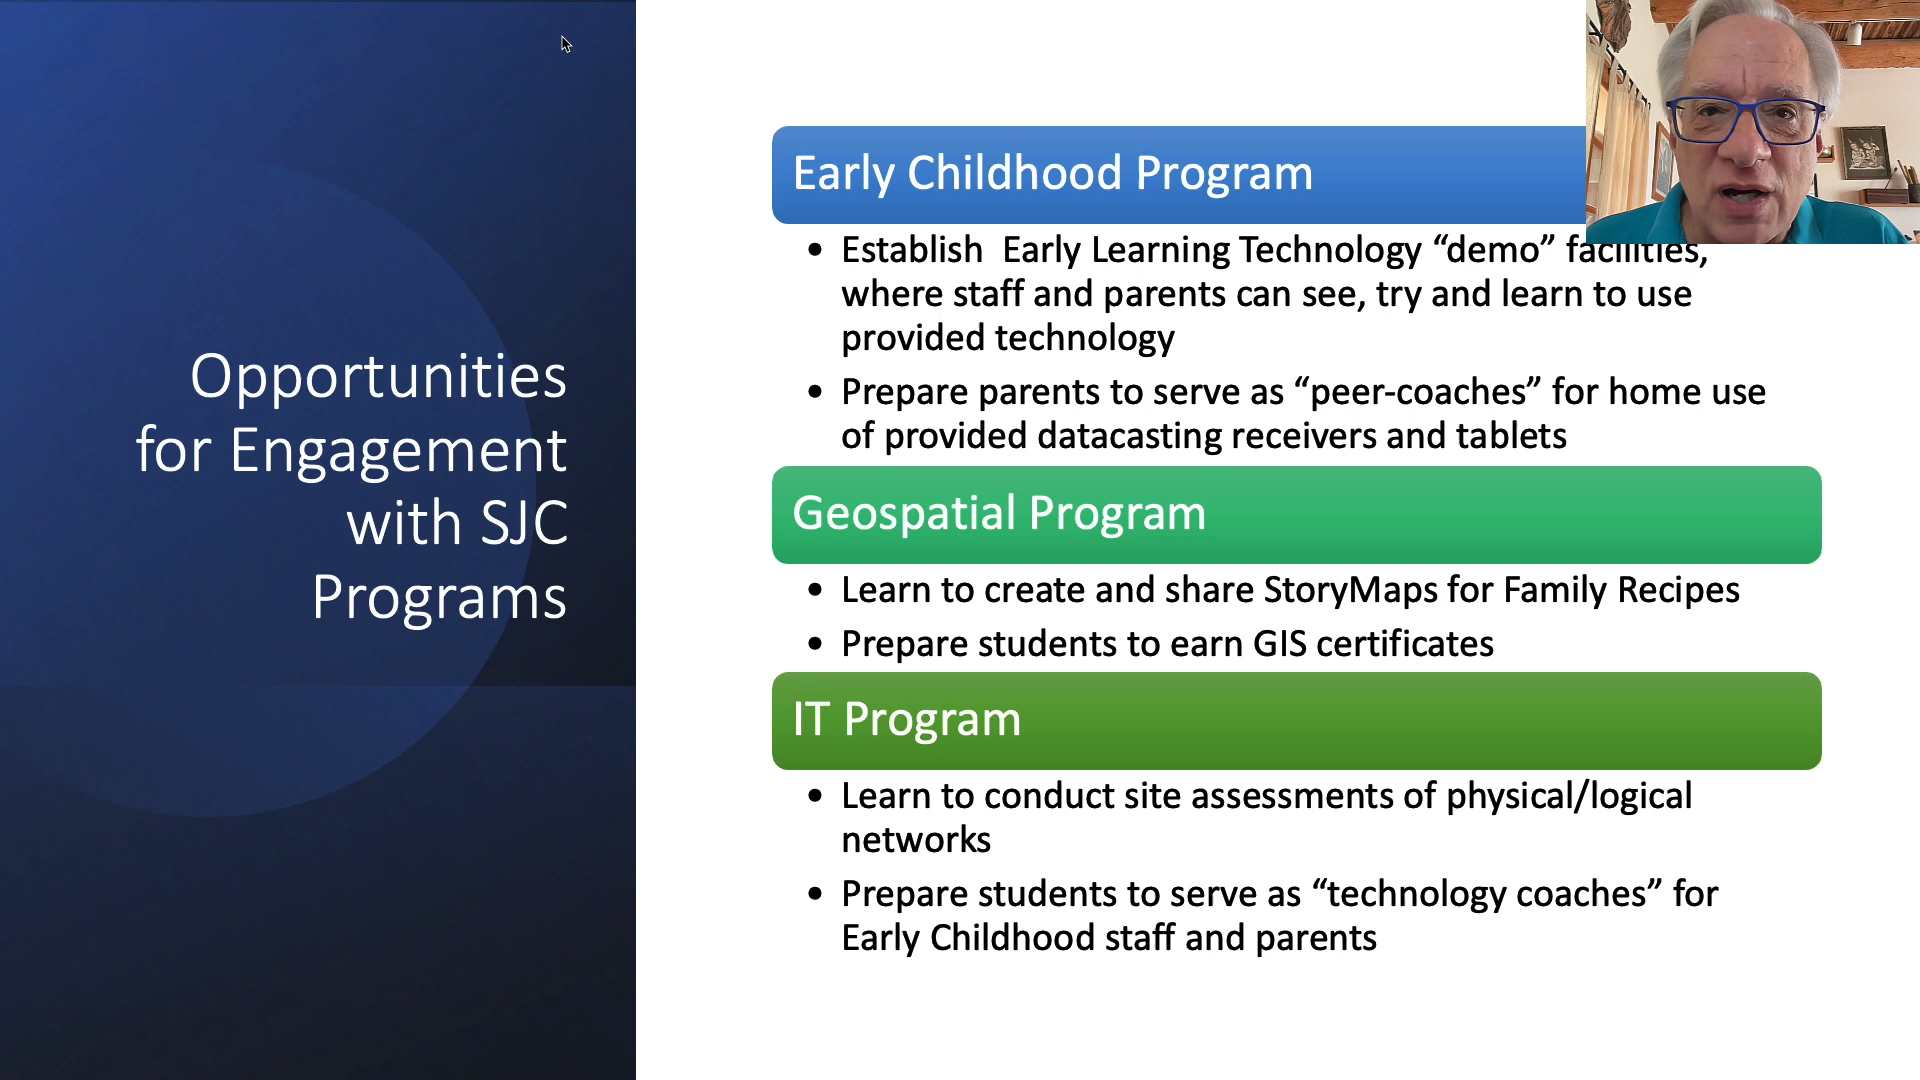 Opportunities
for Engagement
with SJC
Programs
Early Childhood Program
• Establish  Early Learning Technology “demo” facilities,
where staff and parents can see, try and learn to use
provided technology
• Prepare parents to serve as “peer-coaches” for home use
of provided datacasting receivers and tablets
Geospatial Program
• Learn to create and share StoryMaps for Family Recipes
• Prepare students to earn GIS certificates
IT Program
• Learn to conduct site assessments of physical/logical
networks
• Prepare students to serve as “technology coaches” for
Early Childhood staff and parents